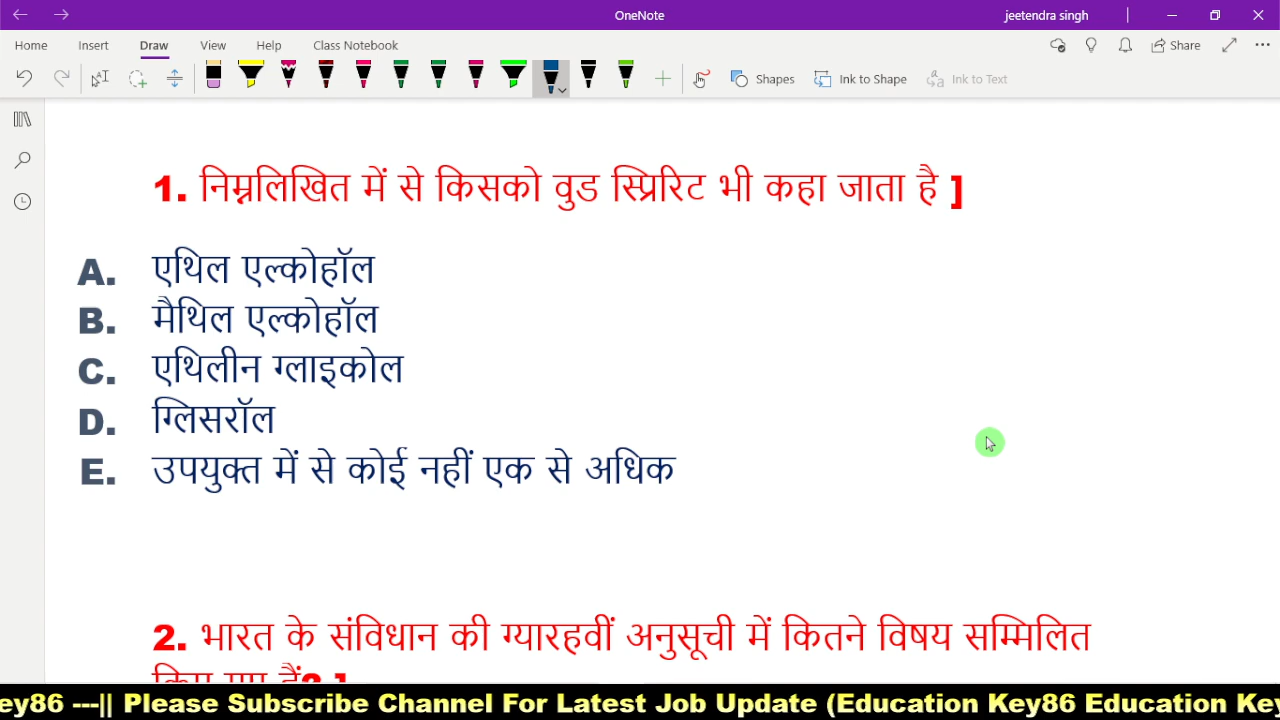 OneNote
jeetendra singh
Home Insert Draw View Help Class Notebook
Share
Shapes Ink to Shape Ink to Text
1. निम्नलिखित में से किसको वुड स्प्रिरिट भी कहा जाता है ]
A. एथिल एल्कोहॉल
B. मैथिल एल्कोहॉल
C. एथिलीन ग्लाइकोल
D. ग्लिसरॉल
E. उपयुक्त में से कोई नहीं एक से अधिक
2. भारत के संविधान की ग्यारहवीं अनुसूची में कितने विषय सम्मिलित
ey86 ---|| Please Subscribe Channel For Latest Job Update (Education Key86 Education Key